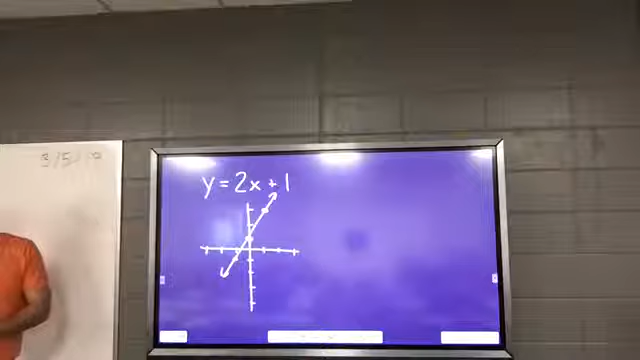 y = 2x + 1